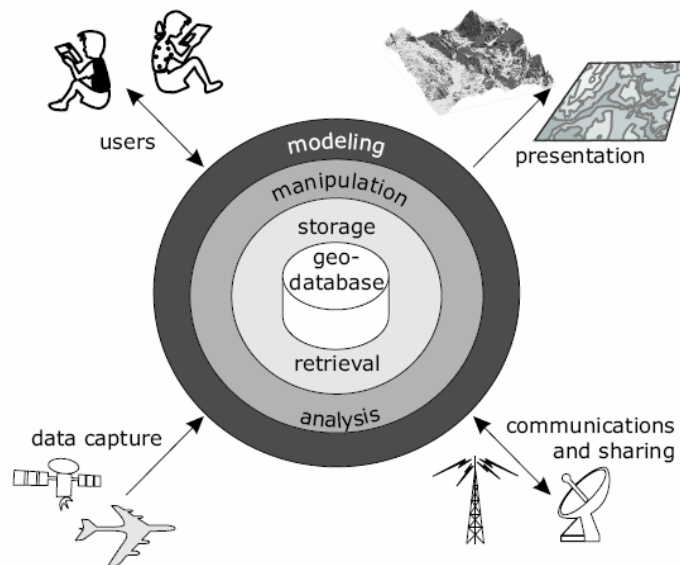 users
modeling
presentation
manipulation
storage
geo-
database
retrieval
analysis
data capture
communications
and sharing